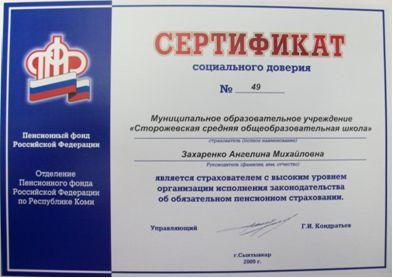 СЕРТИФИКАТ
социального доверия
№ 49
Муниципальное образовательное учреждение
«Сторожевская средняя общеобразовательная школа»
страхователь (полное наименование)
Захаренко Ангелина Михайловна
Руководитель (фамилия, имя, отчество)
является страхователем с высоким уровнем
организации исполнения законодательства
об обязательном пенсионном страховании.
Управляющий Г.И. Кондратьев
г.Сыктывкар
2005 г.
Пенсионный фонд
Российской Федерации
Отделение
Пенсионного фонда
Российской Федерации
по Республике Коми